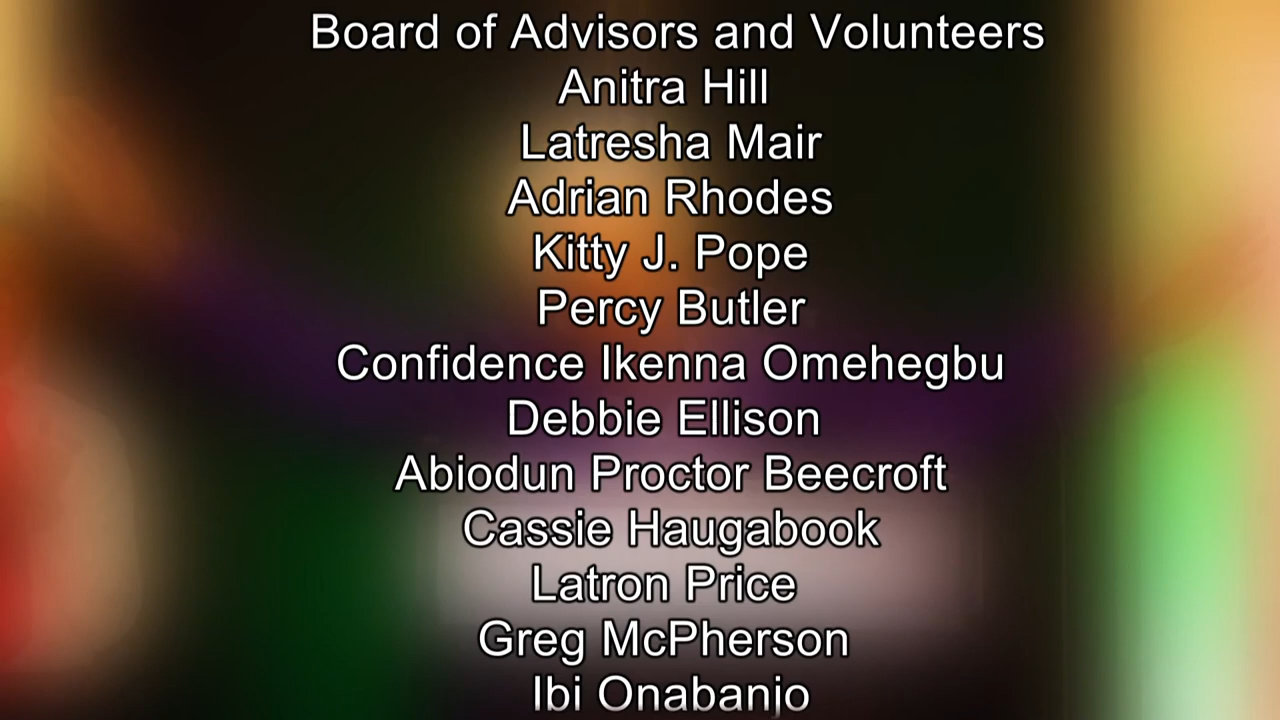 Board of Advisors and Volunteers
Anitra Hill
Latresha Mair
Adrian Rhodes
Kitty J. Pope
Percy Butler
Confidence Ikenna Omehegbu
Debbie Ellison
Abiodun Proctor Beecroft
Cassie Haugabook
Latron Price
Greg McPherson
Ibi Onabanjo